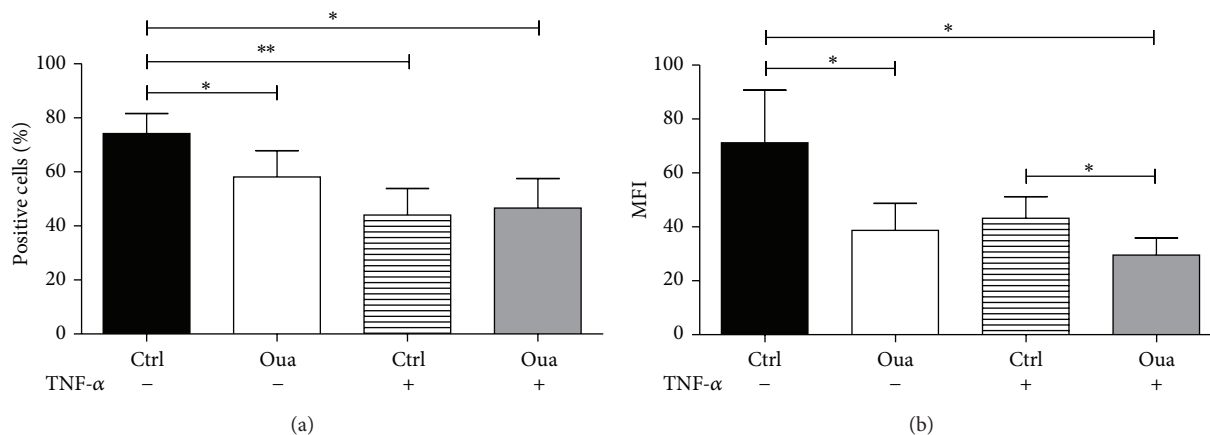 *
**
*
100
80
60
40
20
0
Positive cells (%)
Ctrl Oua Ctrl Oua
TNF-α − − + +
(a)
*
*
*
100
80
60
40
20
0
MFI
Ctrl Oua Ctrl Oua
TNF-α − − + +
(b)